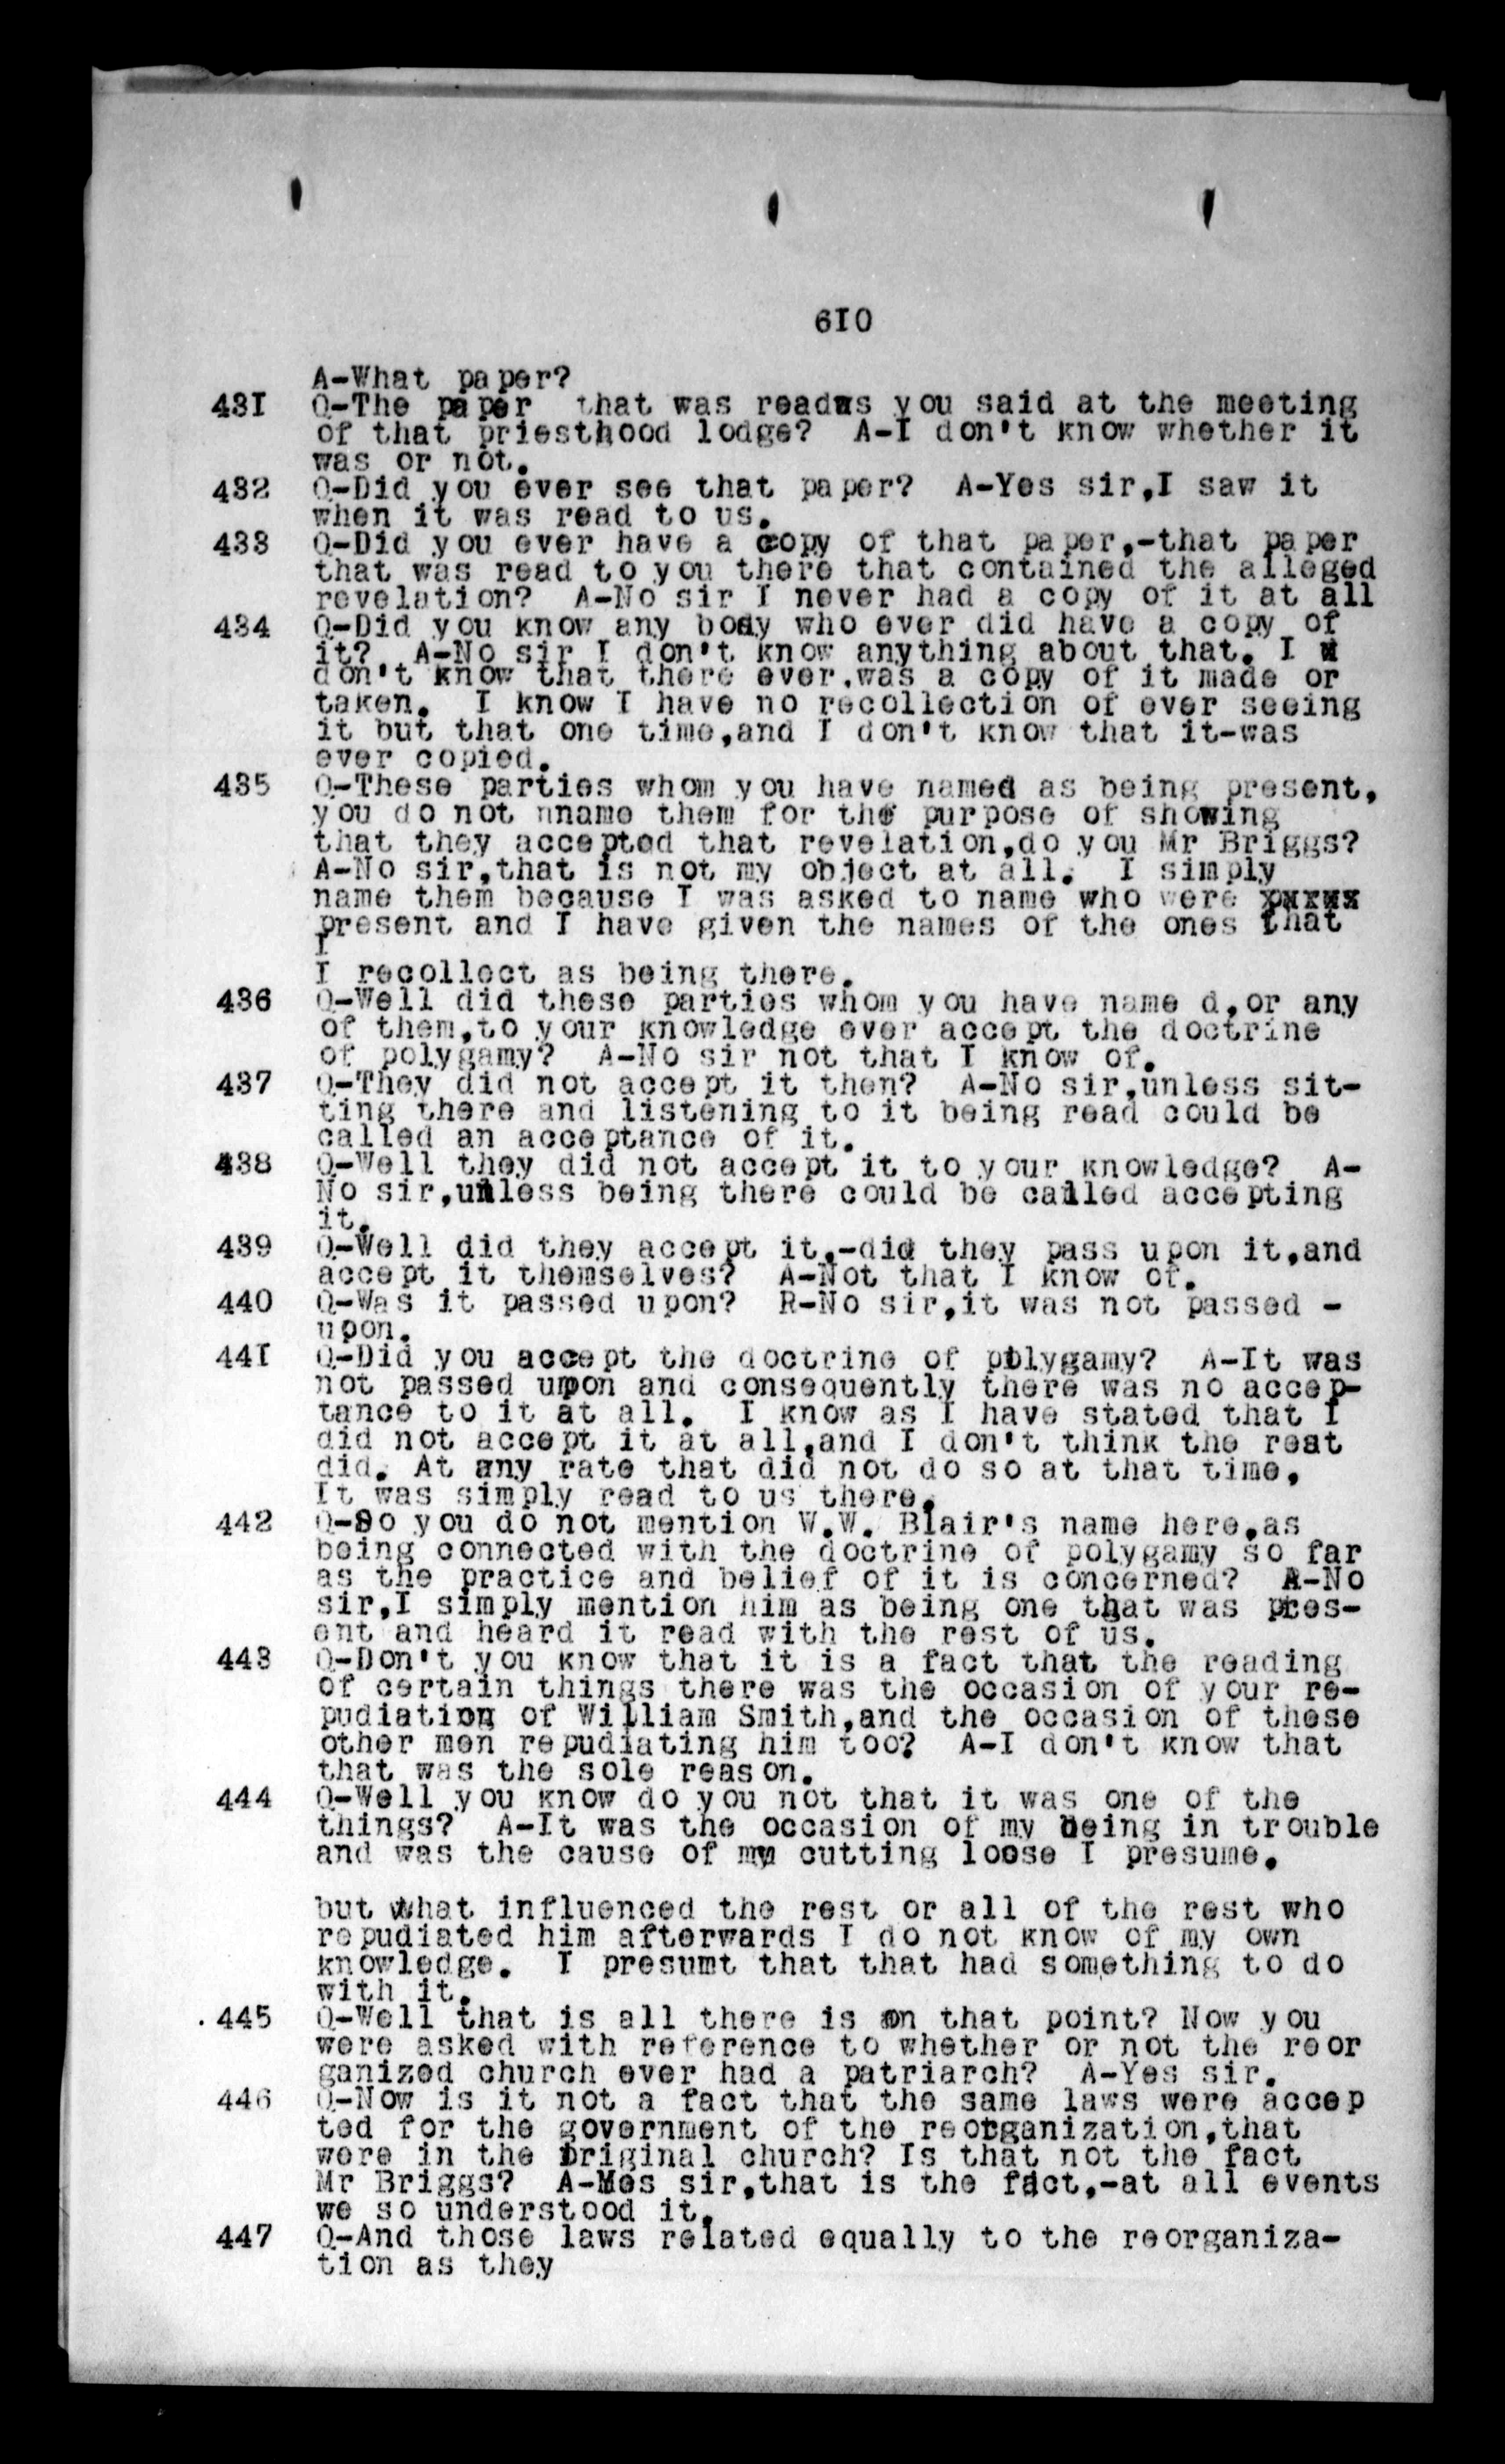 610
A-What paper?
431 Q-The paper that was readws you said at the meeting
of that priesthood lodge? A-I don't know whether it
was or not.
432 Q-Did you ever see that paper? A-Yes sir,I saw it
when it was read to us.
433 Q-Did you ever have a copy of that paper,-that paper
that was read to you there that contained the alleged
revelation? A-No sir I never had a copy of it at all
434 Q-Did you know any body who ever did have a copy of
it? A-No sir I don't know anything about that. I
don't know that there ever.was a copy of it made or
taken. I know I have no recollection of ever seeing
it but that one time,and I don't know that it-was
ever copied.
435 Q-These parties whom you have named as being present,
you do not nname them for the purpose of showing
that they accepted that revelation,do you Mr Briggs?
A-No sir,that is not my object at all. I simply
name them because I was asked to name who were
present and I have given the names of the ones that
I
I recollect as being there.
436 Q-Well did these parties whom you have name d,or any
of them,to your knowledge ever accept the doctrine
of polygamy? A-No sir not that I know of.
437 Q-They did not accept it then? A-No sir,unless sit-
ting there and listening to it being read could be
called an acceptance of it.
438 Q-Well they did not accept it to your knowledge? A-
No sir,unless being there could be called accepting
it.
439 Q-Well did they accept it,-did they pass upon it,and
accept it themselves? A-Not that I know of.
440 Q-Was it passed upon? R-No sir,it was not passed -
upon.
441 Q-Did you accept the doctrine of polygamy? A-It was
not passed upon and consequently there was no accep-
tance to it at all. I know as I have stated that I
did not accept it at all,and I don't think the rest
did. At any rate that did not do so at that time,
It was simply read to us there.
442 Q-So you do not mention W.W. Blair's name here,as
being connected with the doctrine of polygamy so far
as the practice and belief of it is concerned? A-No
sir,I simply mention him as being one that was pres-
ent and heard it read with the rest of us.
443 Q-Don't you know that it is a fact that the reading
of certain things there was the occasion of your re-
pudiation of William Smith,and the occasion of these
other men repudiating him too? A-I don't know that
that was the sole reason.
444 Q-Well you know do you not that it was one of the
things? A-It was the occasion of my being in trouble
and was the cause of my cutting loose I presume.
but what influenced the rest or all of the rest who
repudiated him afterwards I do not know of my own
knowledge. I presumt that that had something to do
with it.
445 Q-Well that is all there is on that point? Now you
were asked with reference to whether or not the reor
ganized church ever had a patriarch? A-Yes sir.
446 Q-Now is it not a fact that the same laws were accep
ted for the government of the reorganization,that
were in the original church? Is that not the fact
Mr Briggs? A-Yes sir,that is the fact,-at all events
we so understood it.
447 Q-And those laws related equally to the reorganiza-
tion as they